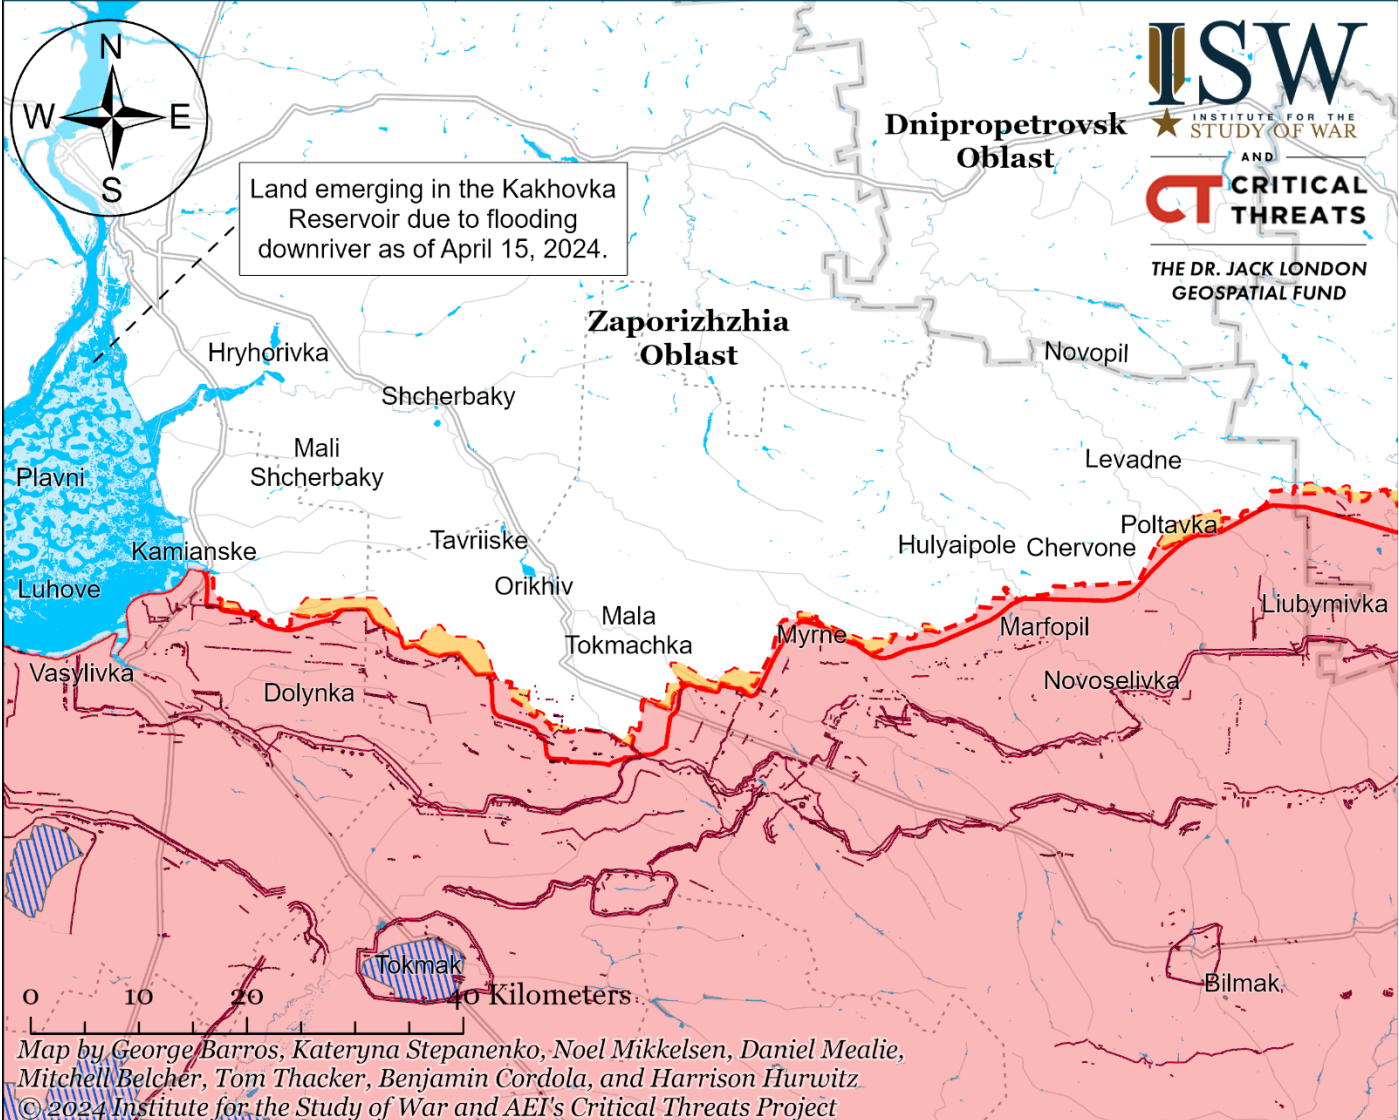 N
W
E
S
ISW
INSTITUTE FOR THE
STUDY OF WAR
AND
CT CRITICAL
THREATS
THE DR. JACK LONDON
GEOSPATIAL FUND
Dnipropetrovsk
Oblast
Land emerging in the Kakhovka
Reservoir due to flooding
downriver as of April 15, 2024.
Zaporizhzhia
Oblast
Hryhorivka
Novopil
Shcherbaky
Mali
Shcherbaky
Levadne
Plavni
Poltavka
Tavriiske
Hulyaipole
Chervone
Kamianske
Orikhiv
Luhove
Liubymivka
Mala
Tokmachka
Myrne
Marfopil
Vasylivka
Dolynka
Novoselivka
Tokmak
Bilmak
0 10 20 40 Kilometers
Map by George Barros, Kateryna Stepanenko, Noel Mikkelsen, Daniel Mealie,
Mitchell Belcher, Tom Thacker, Benjamin Cordola, and Harrison Hurwitz
© 2024 Institute for the Study of War and AEI's Critical Threats Project